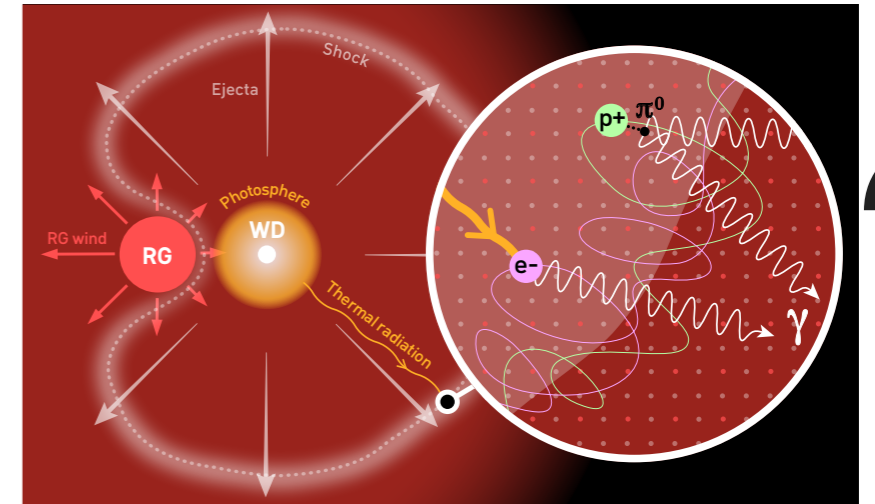 Shock
Ejecta
Photosphere
WD
RG wind
RG
Thermal radiation
p+
π⁰
e-
γ